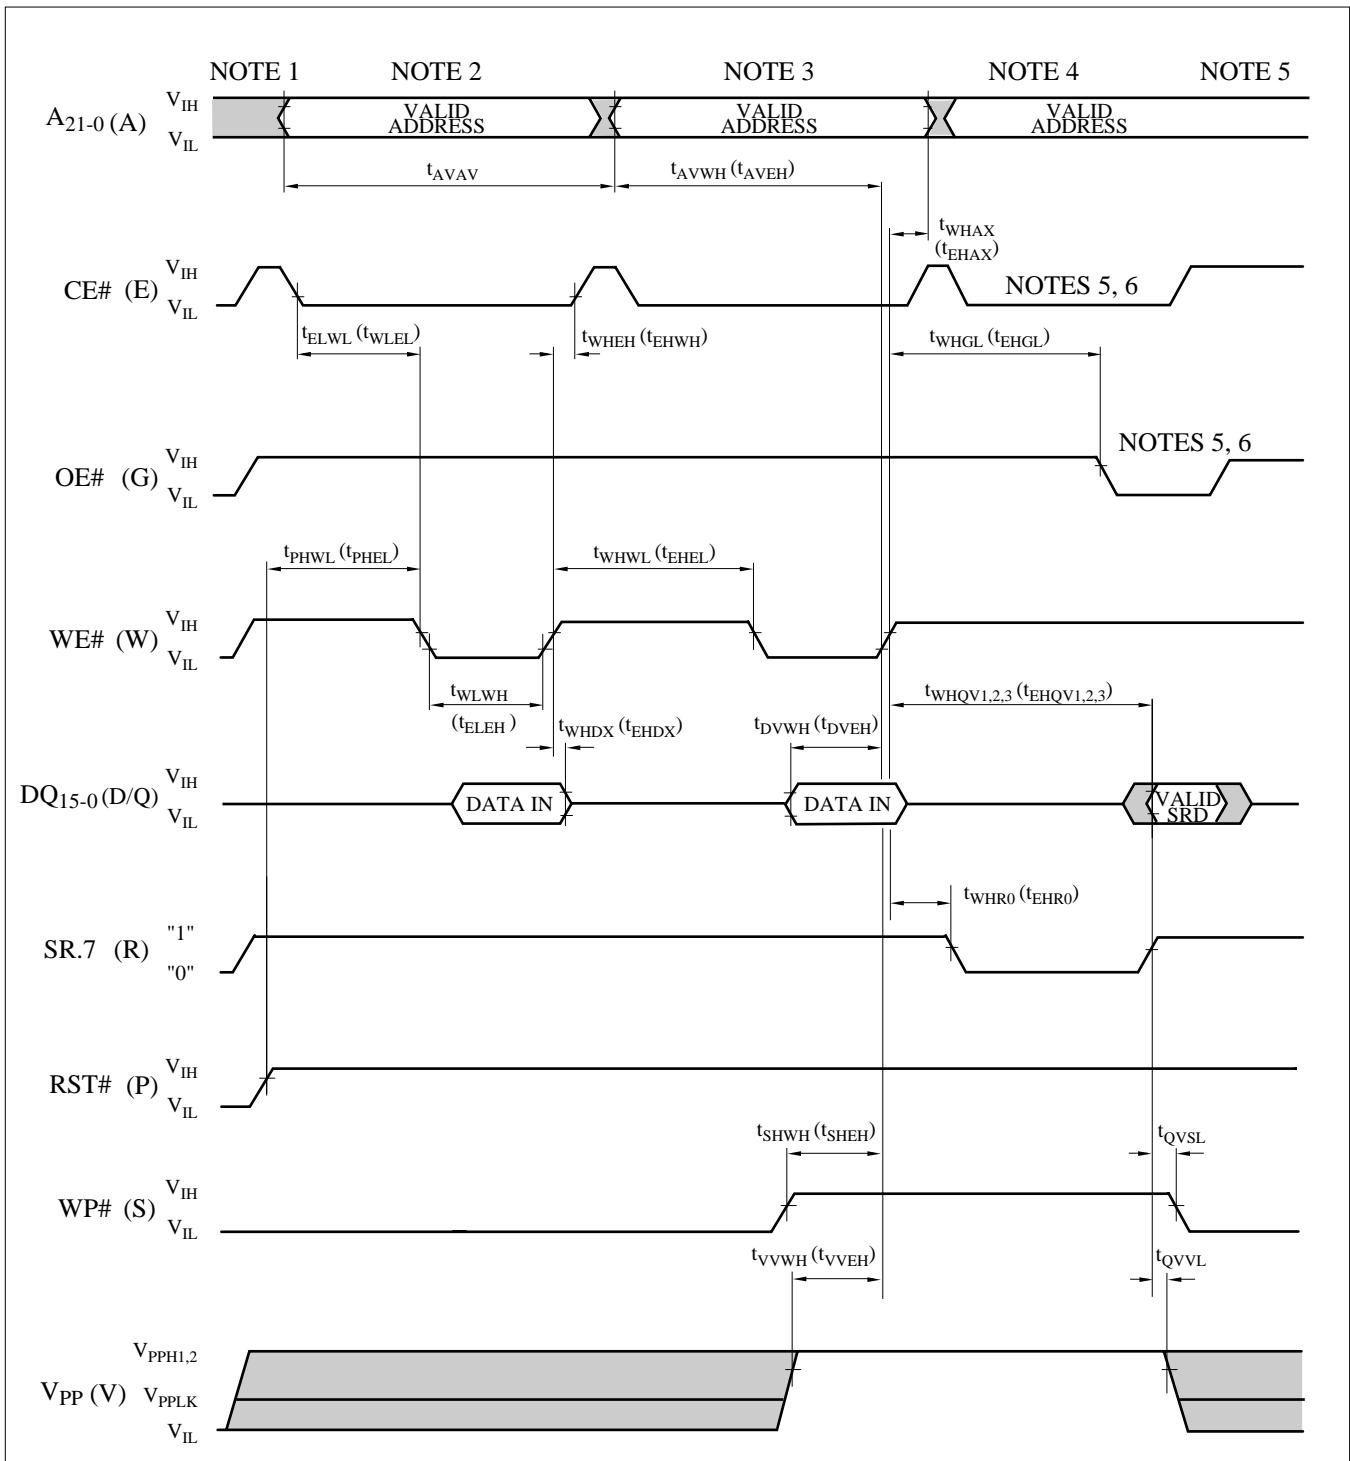 NOTE 1 NOTE 2 NOTE 3 NOTE 4 NOTE 5
A21-0 (A) VIH VIL VALID ADDRESS VALID ADDRESS VALID ADDRESS
tAVAV tAVWH (tAVEH)
tWHAX (tEHAX)
CE# (E) VIH VIL NOTES 5, 6
tELWL (tWLEL) tWHEH (tEHWH) tWHGL (tEHGL)
OE# (G) VIH VIL NOTES 5, 6
tPHWL (tPHEL) tWHWL (tEHEL)
WE# (W) VIH VIL
tWLWH (tELEH) tWHDX (tEHDX) tDVWH (tDVEH) tWHQV1,2,3 (tEHQV1,2,3)
DQ15-0 (D/Q) VIH VIL DATA IN DATA IN VALID SRD
tWHR0 (tEHR0)
SR.7 (R) "1" "0"
RST# (P) VIH VIL
tSHWH (tSHEH) tQVSL
WP# (S) VIH VIL
tVVWH (tVVEH) tQVVL
VPP (V) VPPH1,2 VPPLK VIL